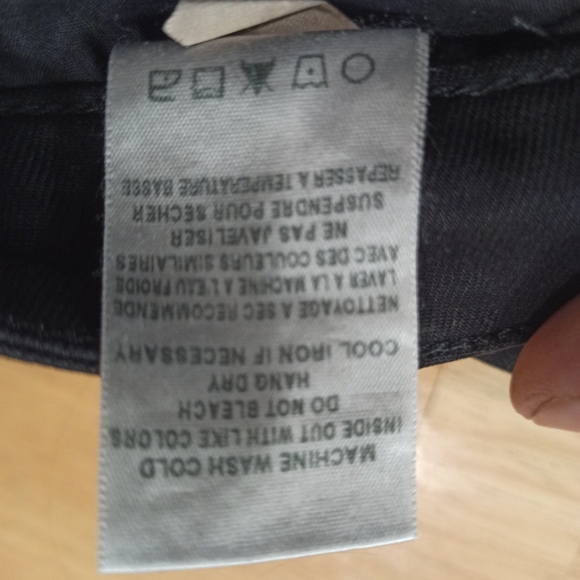 MACHINE WASH COLD
INSIDE OUT WITH LIKE COLORS
DO NOT BLEACH
HANG DRY
COOL IRON IF NECESSARY
NETTOYAGE A SEC RECOMMENDE
LAVER A LA MACHINE A L'EAU FROIDE
AVEC DES COULEURS SIMILAIRES
NE PAS JAVELISER
SUSPENDRE POUR SECHER
REPASSER A TEMPERATURE BASSE